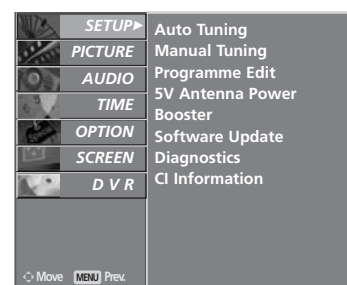 SETUP
PICTURE
AUDIO
TIME
OPTION
SCREEN
D V R
Auto Tuning
Manual Tuning
Programme Edit
5V Antenna Power
Booster
Software Update
Diagnostics
CI Information
Move MENU Prev.